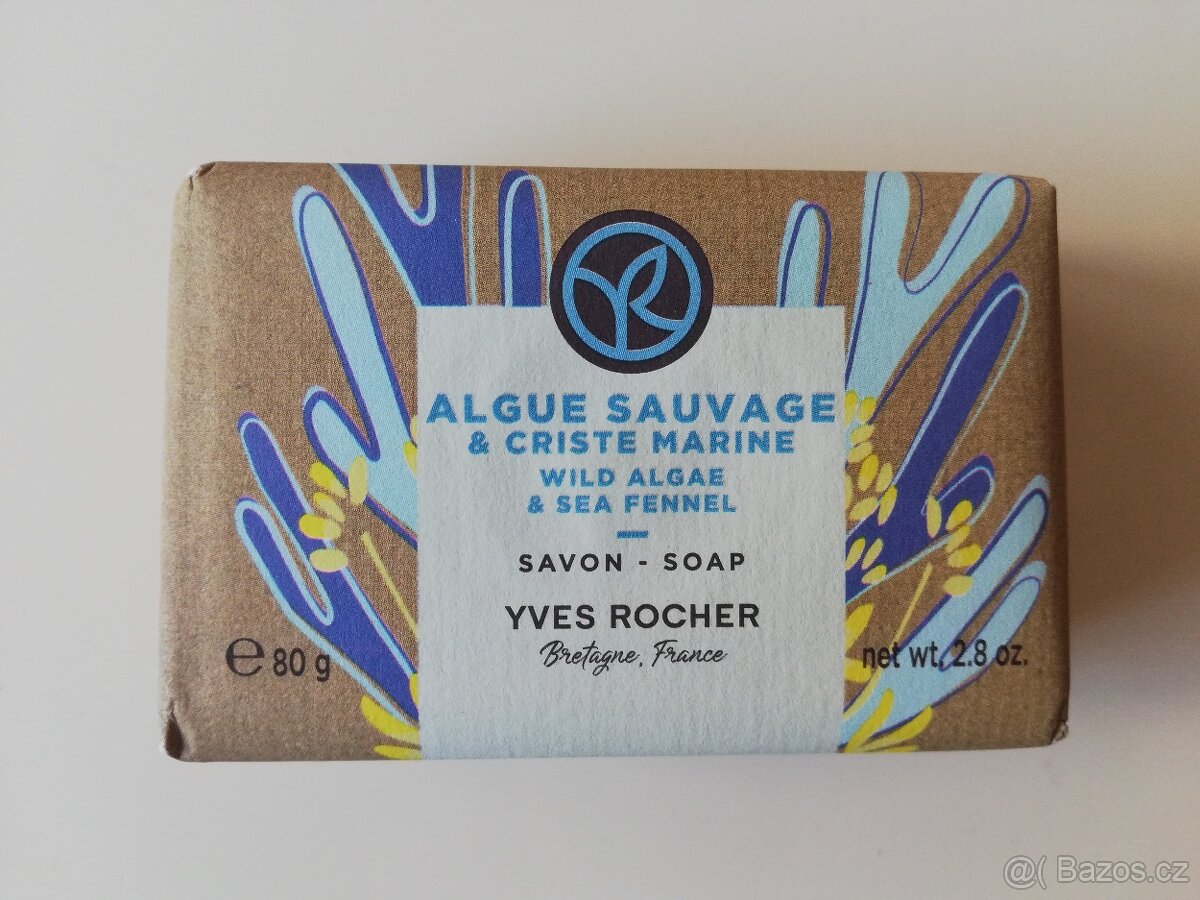 ALGUE SAUVAGE
& CRISTE MARINE
WILD ALGAE
& SEA FENNEL
SAVON - SOAP
YVES ROCHER
Bretagne, France
℮ 80 g
net wt. 2.8 oz.
@( Bazos.cz